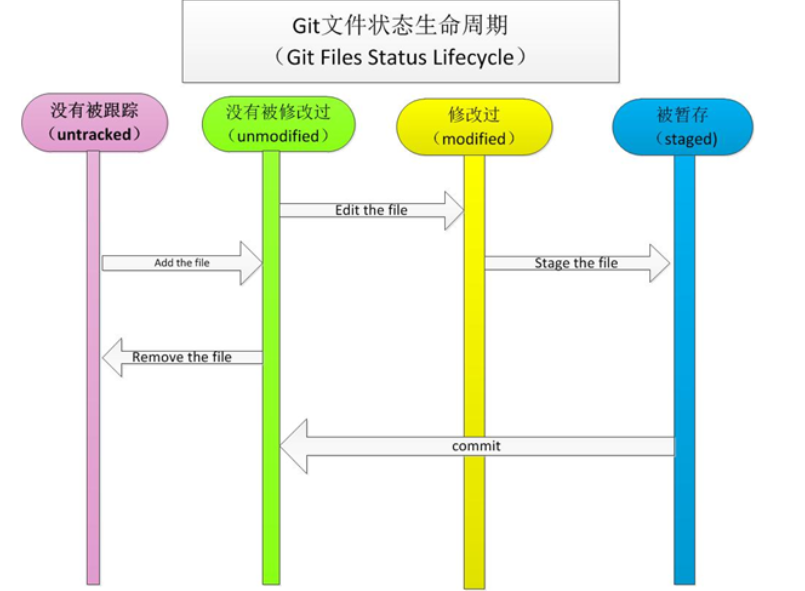 Git文件状态生命周期
（Git Files Status Lifecycle）
没有被跟踪
（untracked）
没有被修改过
（unmodified）
修改过
（modified）
被暂存
（staged)
Edit the file
Add the file
Stage the file
Remove the file
commit